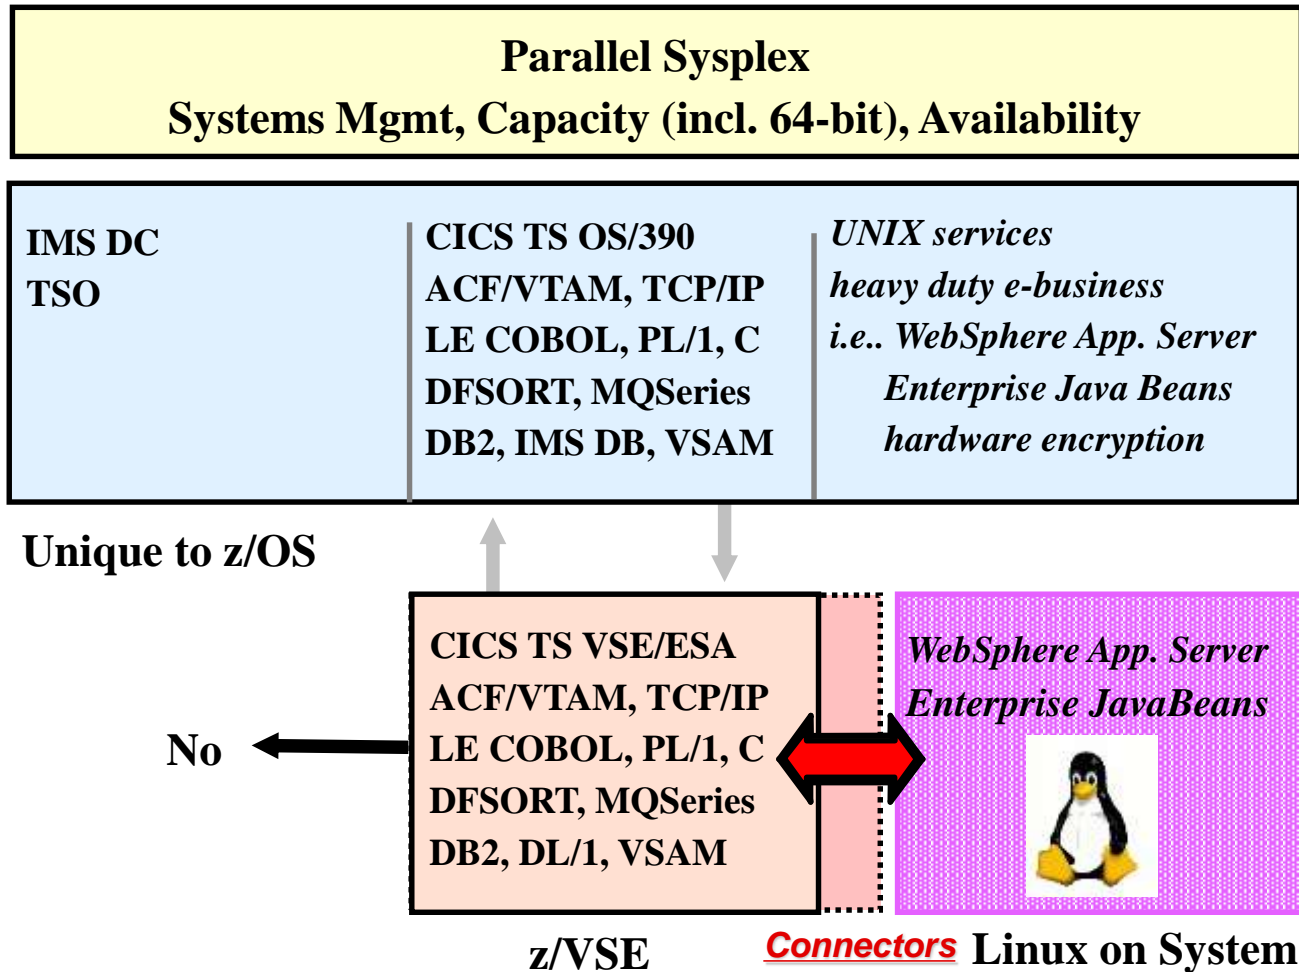 Parallel Sysplex
Systems Mgmt, Capacity (incl. 64-bit), Availability
IMS DC
TSO
CICS TS OS/390
ACF/VTAM, TCP/IP
LE COBOL, PL/1, C
DFSORT, MQSeries
DB2, IMS DB, VSAM
UNIX services
heavy duty e-business
i.e.. WebSphere App. Server
Enterprise Java Beans
hardware encryption
Unique to z/OS
No
CICS TS VSE/ESA
ACF/VTAM, TCP/IP
LE COBOL, PL/1, C
DFSORT, MQSeries
DB2, DL/1, VSAM
WebSphere App. Server
Enterprise JavaBeans
z/VSE
Connectors
Linux on System